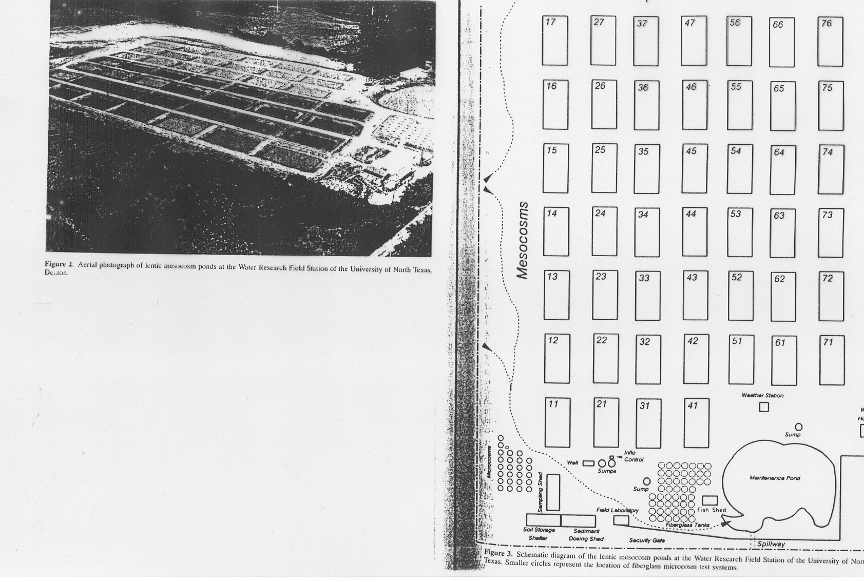 Figure 2. Aerial photograph of lentic mesocosm ponds at the Water Research Field Station of the University of North Texas,
17 27 37 47 56 66 76
16 26 36 46 55 65 75
15 25 35 45 54 64 74
Mesocosms
14 24 34 44 53 63 73
13 23 33 43 52 62 72
12 22 32 42 51 61 71
11 21 31 41
Weather Station
Sump
Well
Sumps
Info
Control
Microcosms
Sampling Shed
Sump
Maintenance Pond
Fish Shed
Field Laboratory
Fiberglass Tanks
Soil Storage
Shelter
Sediment
Dosing Shed
Security Gate
Spillway
Figure 3. Schematic diagram of the lentic mesocosm ponds at the Water Research Field Station of the University of
Texas. Smaller circles represent the location of fiberglass microcosm test systems.